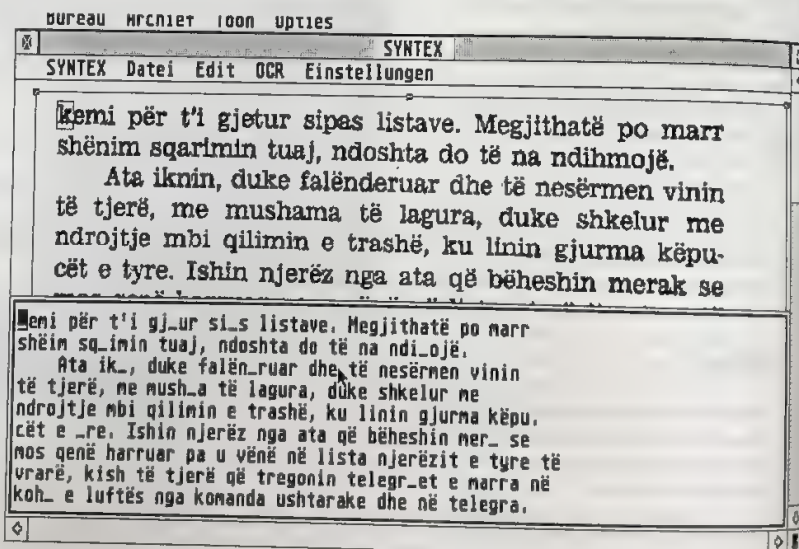 Bureau Archief Toon Opties
SYNTEX
SYNTEX Datei Edit OCR Einstellungen
kemi për t'i gjetur sipas listave. Megjithatë po marr
shënim sqarimin tuaj, ndoshta do të na ndihmojë.
Ata iknin, duke falënderuar dhe të nesërmen vinin
të tjerë, me mushama të lagura, duke shkelur me
ndrojtje mbi qilimin e trashë, ku linin gjurma këpu-
cët e tyre. Ishin njerëz nga ata që bëheshin merak se
emi për t'i gj_ur si_s listave. Megjithatë po marr
shëim sq_imin tuaj, ndoshta do të na ndi_ojë.
Ata ik_, duke falën_ruar dhe të nesërmen vinin
të tjerë, me mush_a të lagura, duke shkelur me
ndrojtje mbi qilimin e trashë, ku linin gjurma këpu.
cët e _re. Ishin njerëz nga ata që bëheshin mer_ se
mos qenë harruar pa u vënë në lista njerëzit e tyre të
vrarë, kish të tjerë që tregonin telegr_et e marra në
koh_ e luftës nga komanda ushtarake dhe në telegra.